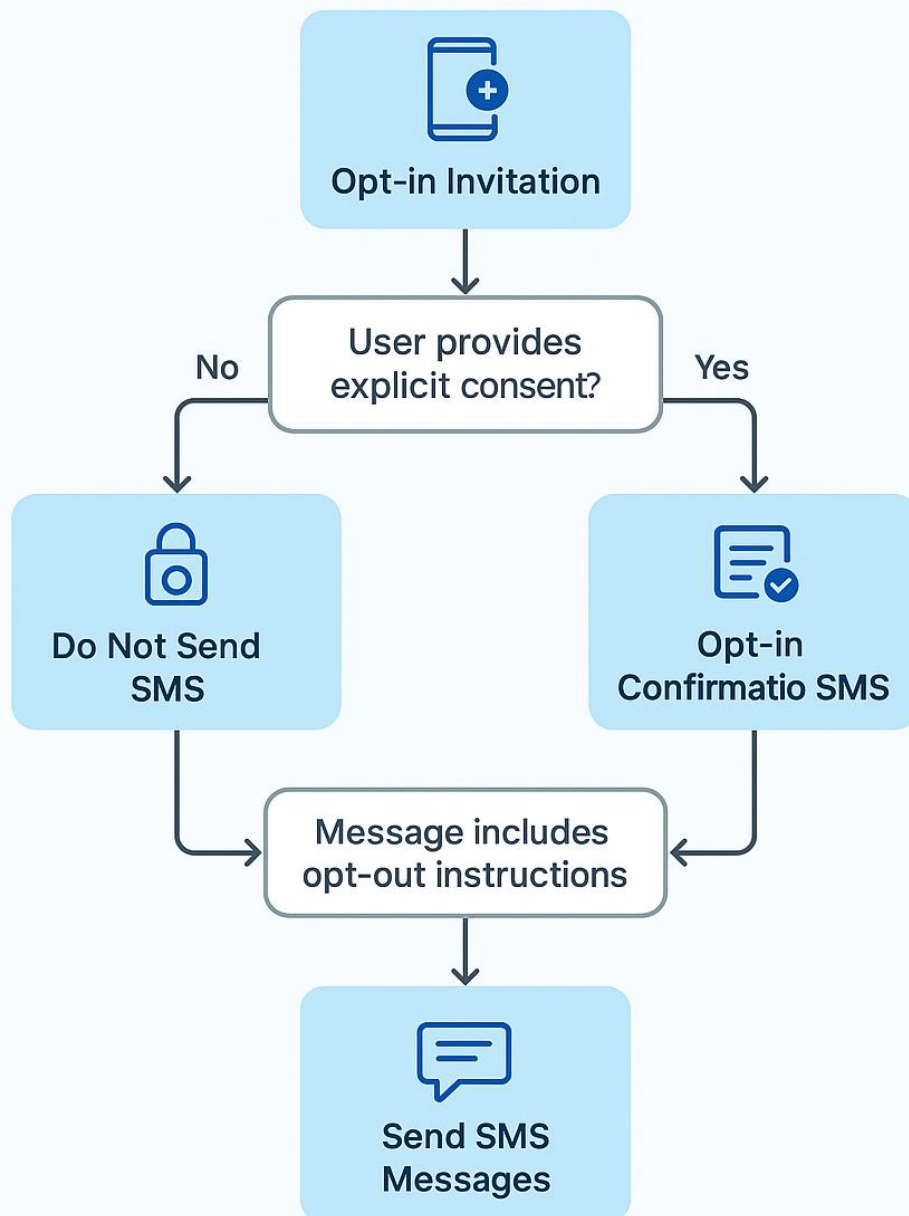 Opt-in Invitation
User provides
explicit consent?
No
Yes
Do Not Send
SMS
Opt-in
Confirmatio SMS
Message includes
opt-out instructions
Send SMS
Messages